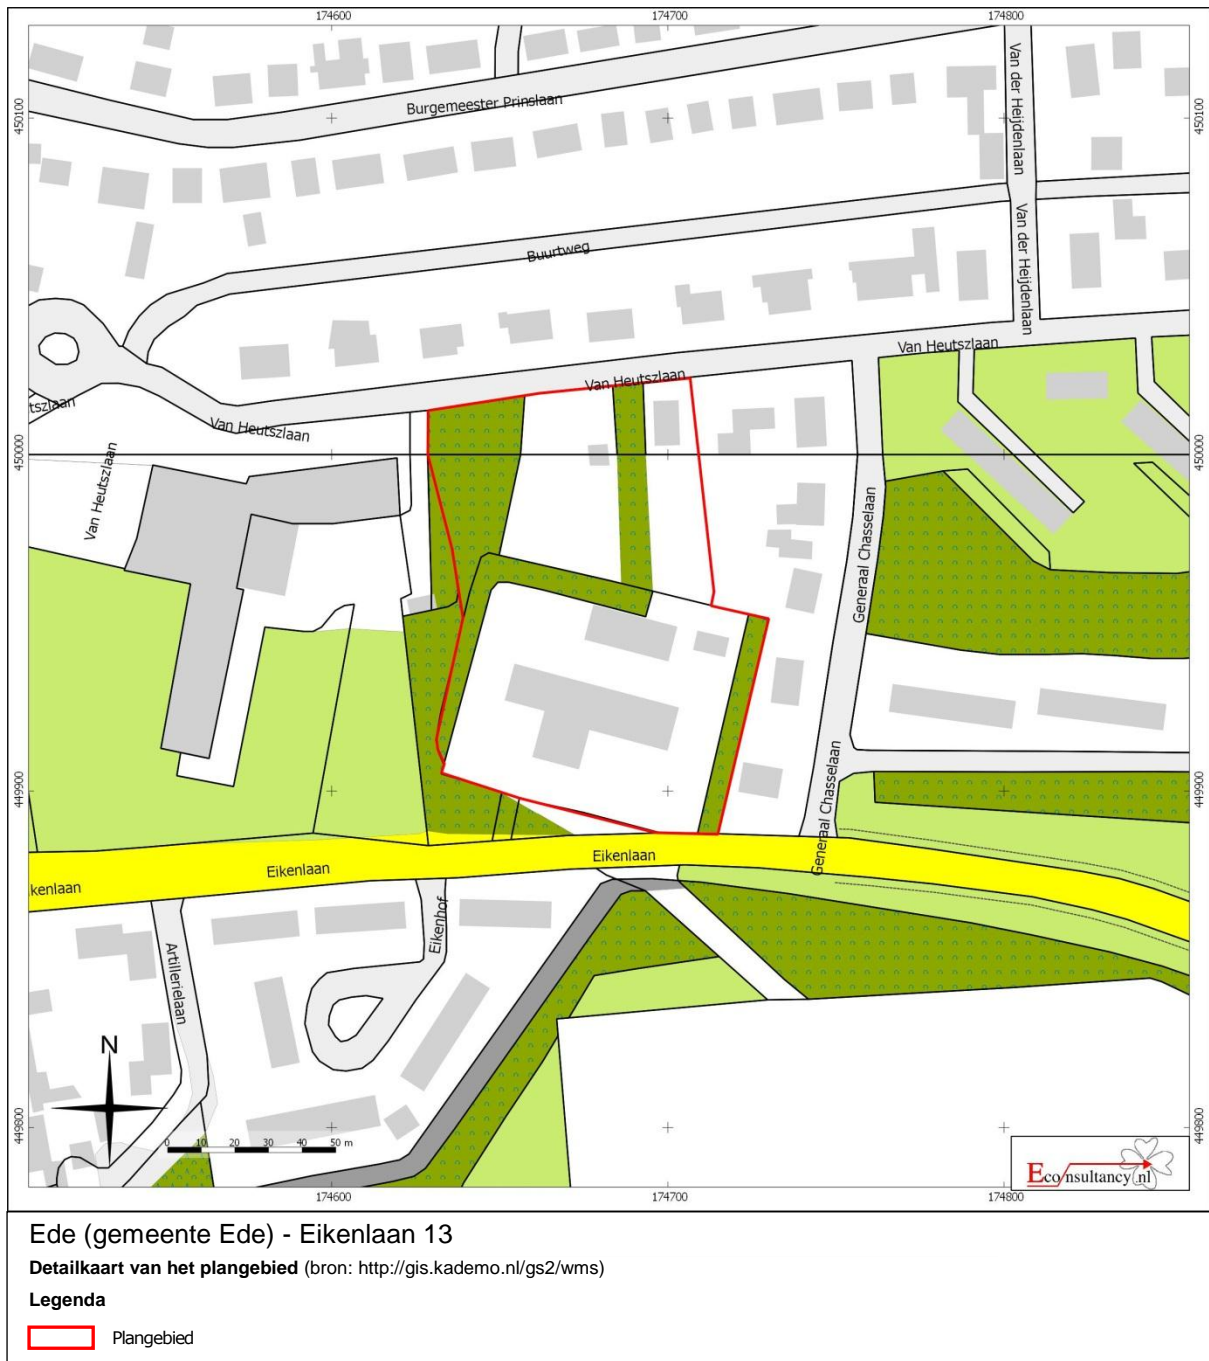 174600
174700
174800
Burgemeester Prinslaan
Van der Heijdenlaan
450100
450100
Van der Heijdenlaan
Buurtweg
Van Heutszlaan
Van Heutszlaan
tszlaan
Van Heutszlaan
Van Heutszlaan
450000
450000
Generaal Chasselaan
Generaal Chasselaan
449900
449900
Eikenlaan
Eikenlaan
kenlaan
Eikenhof
Artillerielaan
N
0 10 20 30 40 50 m
449800
449800
Econsultancy.nl
174600
174700
174800
Ede (gemeente Ede) - Eikenlaan 13
Detailkaart van het plangebied (bron: http://gis.kademo.nl/gs2/wms)
Legenda
Plangebied